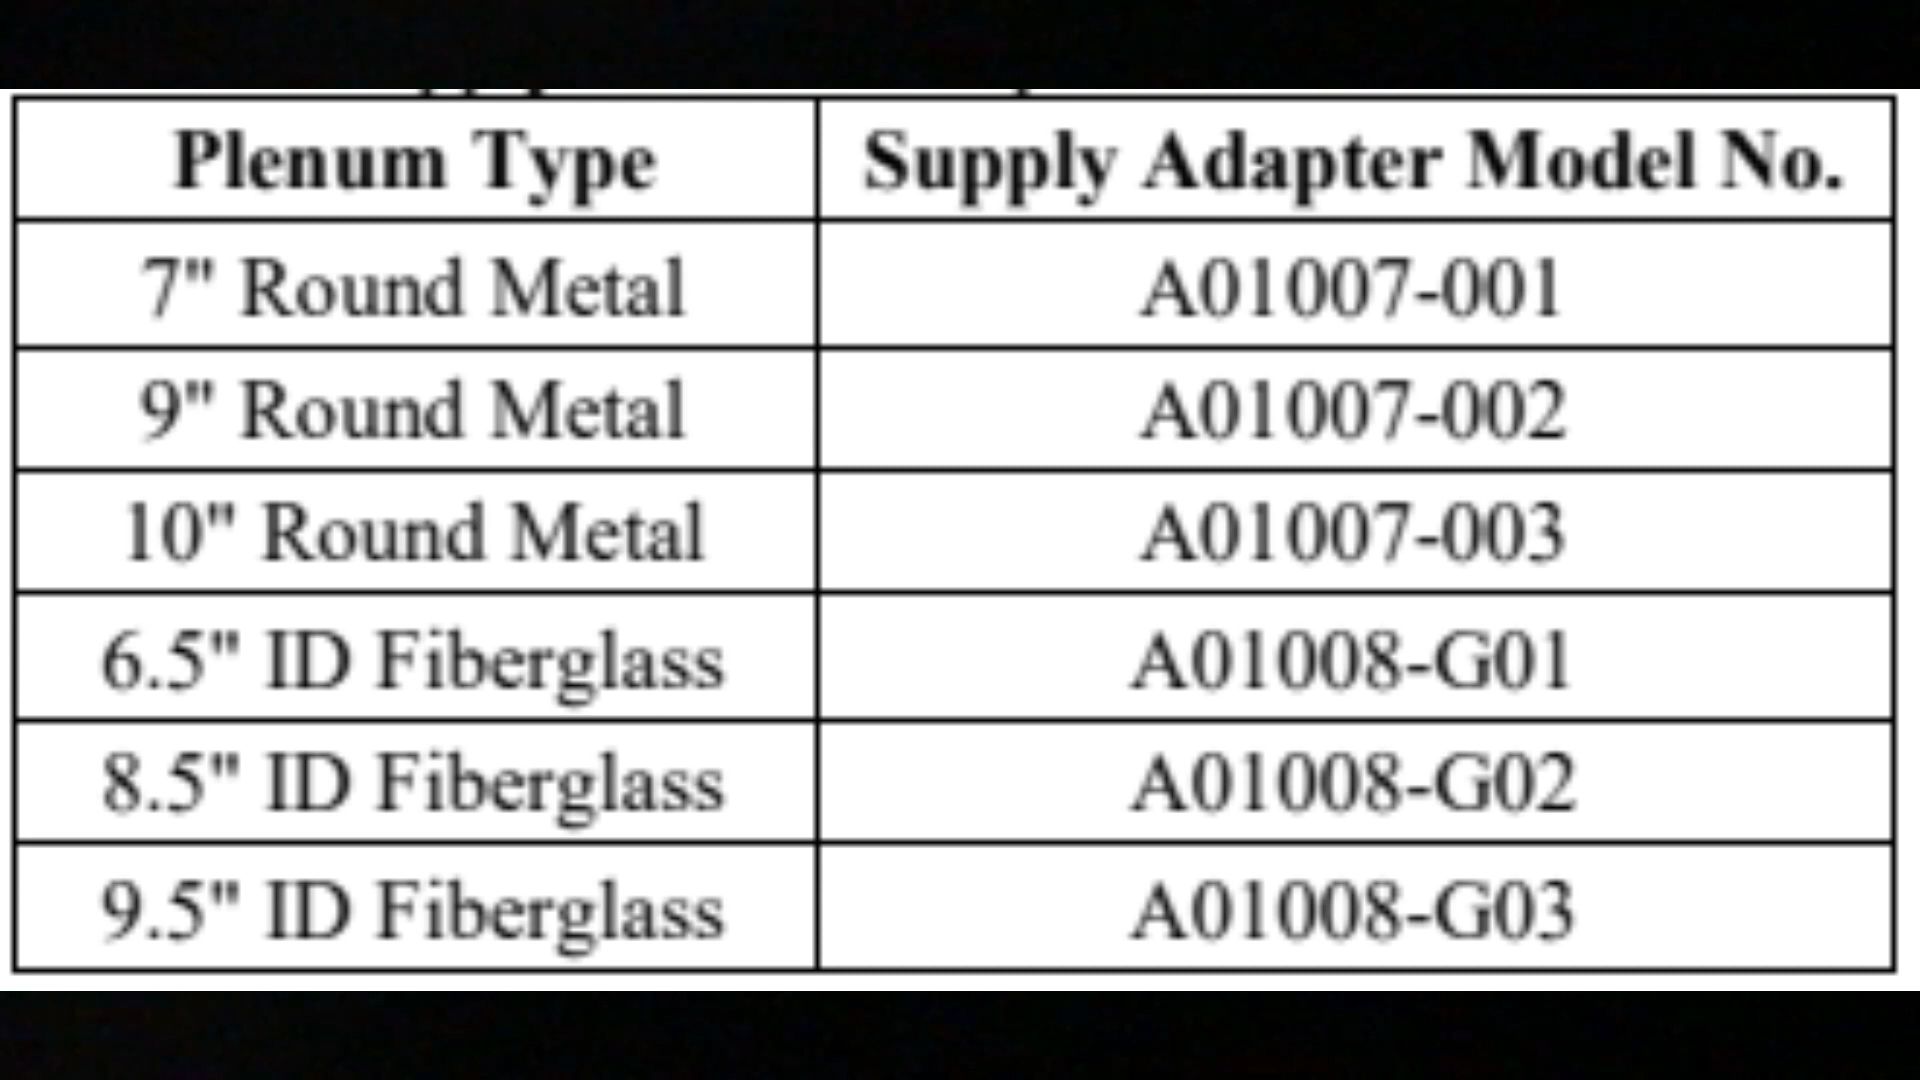 Plenum Type Supply Adapter Model No.
7" Round Metal A01007-001
9" Round Metal A01007-002
10" Round Metal A01007-003
6.5" ID Fiberglass A01008-G01
8.5" ID Fiberglass A01008-G02
9.5" ID Fiberglass A01008-G03